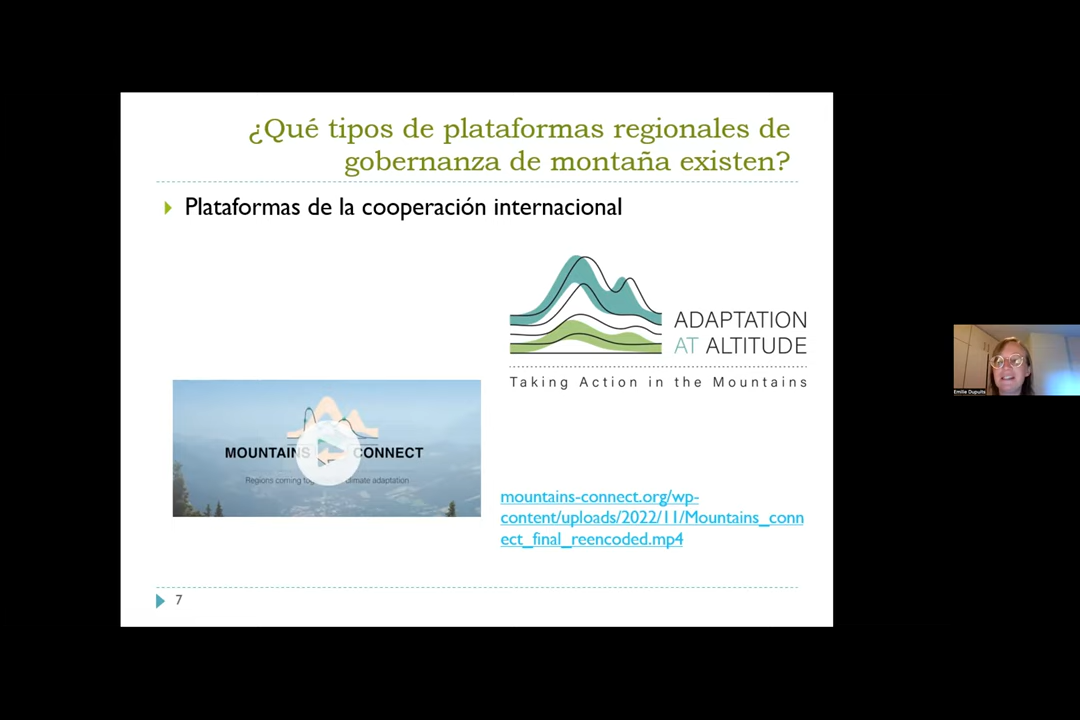 ¿Qué tipos de plataformas regionales de
gobernanza de montaña existen?
Plataformas de la cooperación internacional
ADAPTATION
AT ALTITUDE
Taking Action in the Mountains
MOUNTAINS CONNECT
Regions coming climate adaptation
mountains-connect.org/wp-
content/uploads/2022/11/Mountains_conn
ect_final_reencoded.mp4
7
Emilie Dupuits